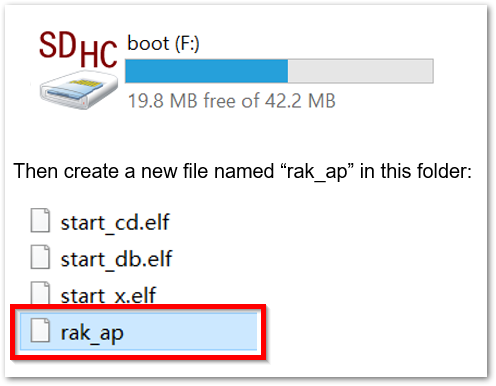 SDHC
boot (F:)
19.8 MB free of 42.2 MB
Then create a new file named “rak_ap” in this folder:
start_cd.elf
start_db.elf
start_x.elf
rak_ap